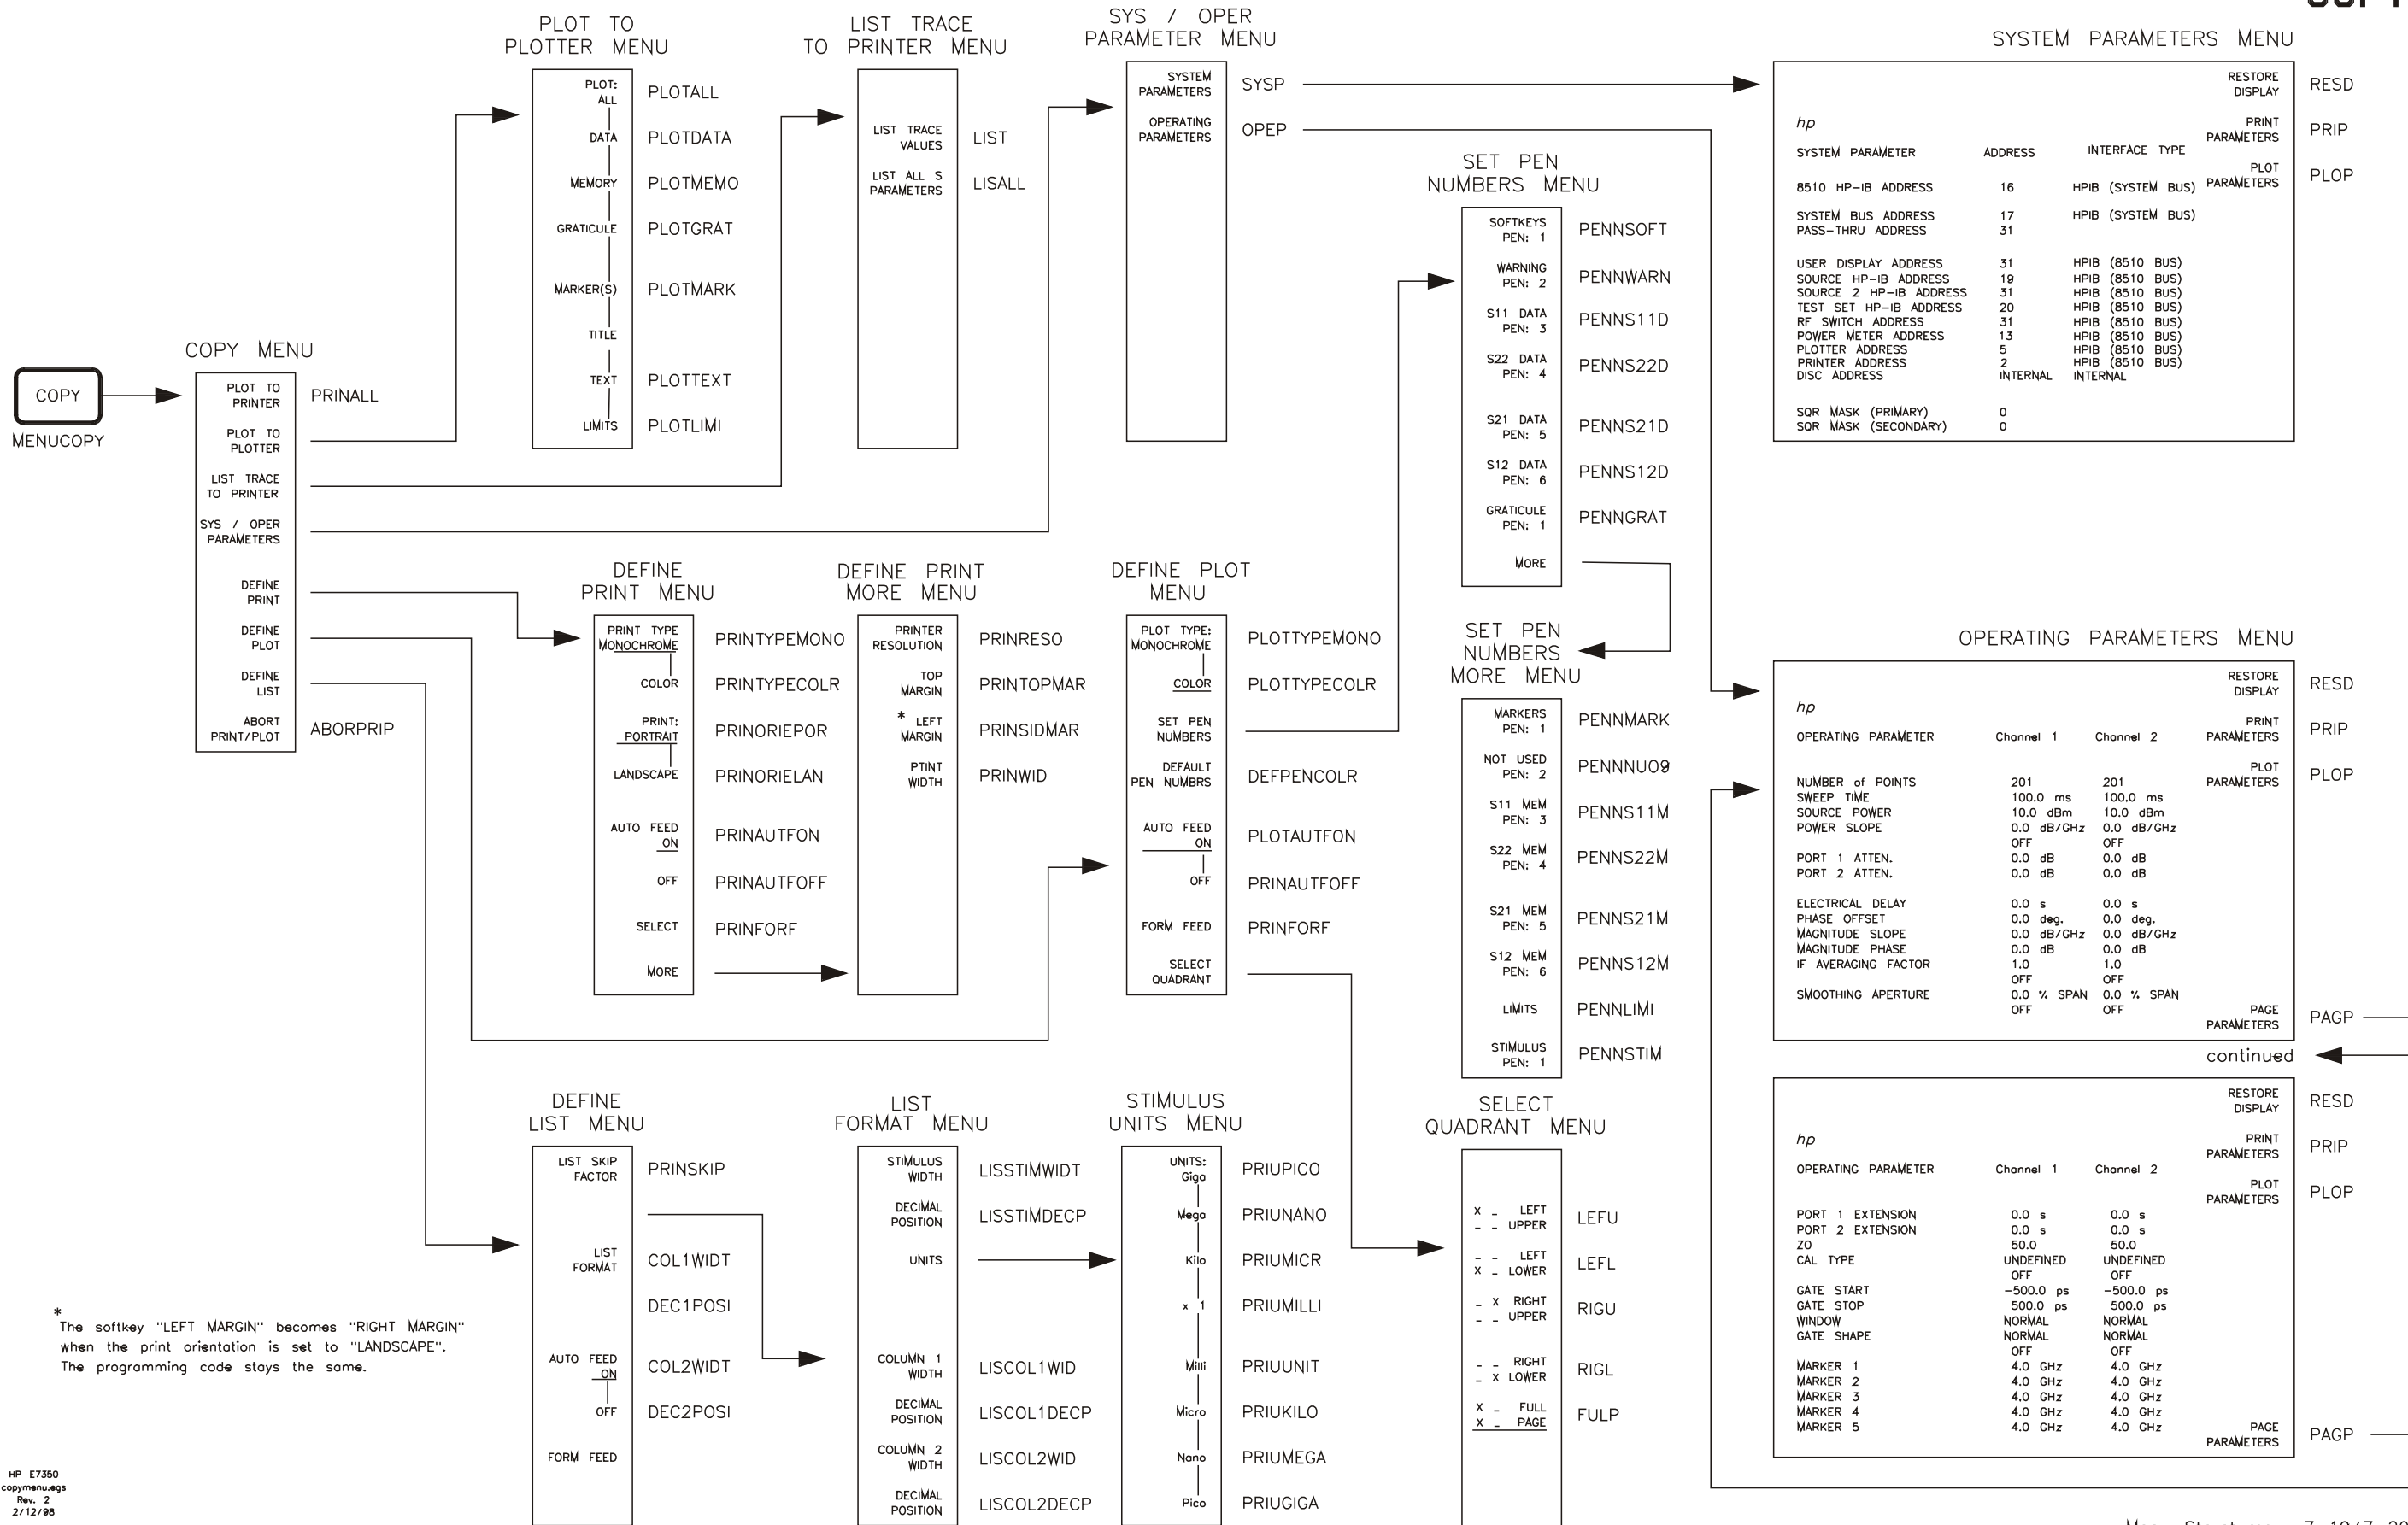 COPY
MENUCOPY
COPY MENU
PLOT TO
PRINTER
PRINALL
PLOT TO
PLOTTER
LIST TRACE
TO PRINTER
SYS / OPER
PARAMETERS
DEFINE
PRINT
DEFINE
PLOT
DEFINE
LIST
ABORT
PRINT/PLOT
ABORPRIP
PLOT TO
PLOTTER MENU
PLOT:
ALL
PLOTALL
DATA
PLOTDATA
MEMORY
PLOTMEMO
GRATICULE
PLOTGRAT
MARKER(S)
PLOTMARK
TITLE
TEXT
PLOTTEXT
LIMITS
PLOTLIMI
LIST TRACE
TO PRINTER MENU
LIST TRACE
VALUES
LIST
LIST ALL S
PARAMETERS
LISALL
SYS / OPER
PARAMETER MENU
SYSTEM
PARAMETERS
SYSP
OPERATING
PARAMETERS
OPEP
DEFINE
PRINT MENU
PRINT TYPE
MONOCHROME
PRINTYPEMONO
COLOR
PRINTYPECOLR
PRINT:
PORTRAIT
PRINORIEPOR
LANDSCAPE
PRINORIELAN
AUTO FEED
ON
PRINAUTFON
OFF
PRINAUTFOFF
SELECT
PRINFORF
MORE
DEFINE PRINT
MORE MENU
PRINTER
RESOLUTION
PRINRESO
TOP
MARGIN
PRINTOPMAR
* LEFT
MARGIN
PRINSIDMAR
PTINT
WIDTH
PRINWID
DEFINE PLOT
MENU
PLOT TYPE:
MONOCHROME
PLOTTYPEMONO
COLOR
PLOTTYPECOLR
SET PEN
NUMBERS
DEFAULT
PEN NUMBRS
DEFPENCOLR
AUTO FEED
ON
PLOTAUTFON
OFF
PRINAUTFOFF
FORM FEED
PRINFORF
SELECT
QUADRANT
SET PEN
NUMBERS MENU
SOFTKEYS
PEN: 1
PENNSOFT
WARNING
PEN: 2
PENNWARN
S11 DATA
PEN: 3
PENNS11D
S22 DATA
PEN: 4
PENNS22D
S21 DATA
PEN: 5
PENNS21D
S12 DATA
PEN: 6
PENNS12D
GRATICULE
PEN: 1
PENNGRAT
MORE
SET PEN
NUMBERS
MORE MENU
MARKERS
PEN: 1
PENNMARK
NOT USED
PEN: 2
PENNNUO9
S11 MEM
PEN: 3
PENNS11M
S22 MEM
PEN: 4
PENNS22M
S21 MEM
PEN: 5
PENNS21M
S12 MEM
PEN: 6
PENNS12M
LIMITS
PENNLIMI
STIMULUS
PEN: 1
PENNSTIM
DEFINE
LIST MENU
LIST SKIP
FACTOR
PRINSKIP
LIST
FORMAT
COL1WIDT
DEC1POSI
AUTO FEED
ON
COL2WIDT
OFF
DEC2POSI
FORM FEED
LIST
FORMAT MENU
STIMULUS
WIDTH
LISSTIMWIDT
DECIMAL
POSITION
LISSTIMDECP
UNITS
COLUMN 1
WIDTH
LISCOL1WID
DECIMAL
POSITION
LISCOL1DECP
COLUMN 2
WIDTH
LISCOL2WID
DECIMAL
POSITION
LISCOL2DECP
STIMULUS
UNITS MENU
UNITS:
Giga
PRIUPICO
Mega
PRIUNANO
Kilo
PRIUMICR
x 1
PRIUMILLI
Milli
PRIUUNIT
Micro
PRIUKILO
Nano
PRIUMEGA
Pico
PRIUGIGA
SELECT
QUADRANT MENU
X _ LEFT
_ _ UPPER
LEFU
_ _ LEFT
X _ LOWER
LEFL
_ X RIGHT
_ _ UPPER
RIGU
_ _ RIGHT
_ X LOWER
RIGL
X _ FULL
X _ PAGE
FULP
SYSTEM PARAMETERS MENU
RESTORE
DISPLAY
RESD
hp
PRINT
PARAMETERS
PRIP
SYSTEM PARAMETER ADDRESS INTERFACE TYPE
PLOT
PARAMETERS
PLOP
8510 HP-IB ADDRESS 16 HPIB (SYSTEM BUS)
SYSTEM BUS ADDRESS 17 HPIB (SYSTEM BUS)
PASS-THRU ADDRESS 31
USER DISPLAY ADDRESS 31 HPIB (8510 BUS)
SOURCE HP-IB ADDRESS 19 HPIB (8510 BUS)
SOURCE 2 HP-IB ADDRESS 31 HPIB (8510 BUS)
TEST SET HP-IB ADDRESS 20 HPIB (8510 BUS)
RF SWITCH ADDRESS 31 HPIB (8510 BUS)
POWER METER ADDRESS 13 HPIB (8510 BUS)
PLOTTER ADDRESS 5 HPIB (8510 BUS)
PRINTER ADDRESS 2 HPIB (8510 BUS)
DISC ADDRESS INTERNAL INTERNAL
SQR MASK (PRIMARY) 0
SQR MASK (SECONDARY) 0
OPERATING PARAMETERS MENU
RESTORE
DISPLAY
RESD
hp
PRINT
PARAMETERS
PRIP
OPERATING PARAMETER Channel 1 Channel 2
PLOT
PARAMETERS
PLOP
NUMBER of POINTS 201 201
SWEEP TIME 100.0 ms 100.0 ms
SOURCE POWER 10.0 dBm 10.0 dBm
POWER SLOPE 0.0 dB/GHz 0.0 dB/GHz
OFF OFF
PORT 1 ATTEN. 0.0 dB 0.0 dB
PORT 2 ATTEN. 0.0 dB 0.0 dB
ELECTRICAL DELAY 0.0 s 0.0 s
PHASE OFFSET 0.0 deg. 0.0 deg.
MAGNITUDE SLOPE 0.0 dB/GHz 0.0 dB/GHz
MAGNITUDE PHASE 0.0 dB 0.0 dB
IF AVERAGING FACTOR 1.0 1.0
OFF OFF
SMOOTHING APERTURE 0.0 % SPAN 0.0 % SPAN
OFF OFF
PAGE
PARAMETERS
PAGP
continued
RESTORE
DISPLAY
RESD
hp
PRINT
PARAMETERS
PRIP
OPERATING PARAMETER Channel 1 Channel 2
PLOT
PARAMETERS
PLOP
PORT 1 EXTENSION 0.0 s 0.0 s
PORT 2 EXTENSION 0.0 s 0.0 s
ZO 50.0 50.0
CAL TYPE UNDEFINED UNDEFINED
OFF OFF
GATE START -500.0 ps -500.0 ps
GATE STOP 500.0 ps 500.0 ps
WINDOW NORMAL NORMAL
GATE SHAPE NORMAL NORMAL
OFF OFF
MARKER 1 4.0 GHz 4.0 GHz
MARKER 2 4.0 GHz 4.0 GHz
MARKER 3 4.0 GHz 4.0 GHz
MARKER 4 4.0 GHz 4.0 GHz
MARKER 5 4.0 GHz 4.0 GHz
PAGE
PARAMETERS
PAGP
*
The softkey "LEFT MARGIN" becomes "RIGHT MARGIN"
when the print orientation is set to "LANDSCAPE".
The programming code stays the same.
HP E7350
copymenu.egs
Rev. 2
2/12/98